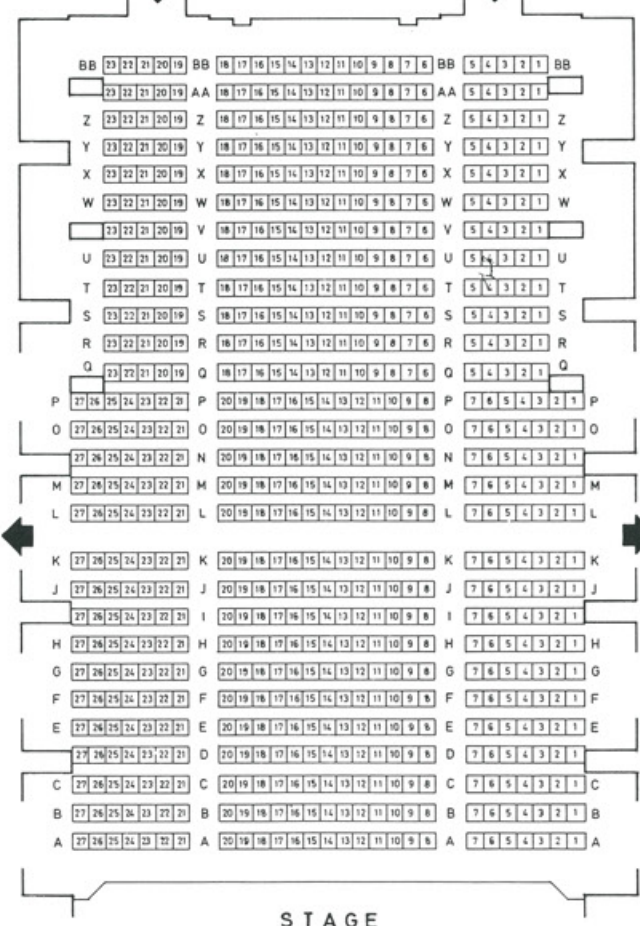 BB 23 22 21 20 19 BB 18 17 16 15 14 13 12 11 10 9 8 7 6 BB 5 4 3 2 1 BB
23 22 21 20 19 AA 18 17 16 15 14 13 12 11 10 9 8 7 6 AA 5 4 3 2 1
Z 23 22 21 20 19 Z 18 17 16 15 14 13 12 11 10 9 8 7 6 Z 5 4 3 2 1 Z
Y 23 22 21 20 19 Y 18 17 16 15 14 13 12 11 10 9 8 7 6 Y 5 4 3 2 1 Y
X 23 22 21 20 19 X 18 17 16 15 14 13 12 11 10 9 8 7 6 X 5 4 3 2 1 X
W 23 22 21 20 19 W 18 17 16 15 14 13 12 11 10 9 8 7 6 W 5 4 3 2 1 W
23 22 21 20 19 V 18 17 16 15 14 13 12 11 10 9 8 7 6 V 5 4 3 2 1
U 23 22 21 20 19 U 18 17 16 15 14 13 12 11 10 9 8 7 6 U 5 4 3 2 1 U
T 23 22 21 20 19 T 18 17 16 15 14 13 12 11 10 9 8 7 6 T 5 4 3 2 1 T
S 23 22 21 20 19 S 18 17 16 15 14 13 12 11 10 9 8 7 6 S 5 4 3 2 1 S
R 23 22 21 20 19 R 18 17 16 15 14 13 12 11 10 9 8 7 6 R 5 4 3 2 1 R
Q 23 22 21 20 19 Q 18 17 16 15 14 13 12 11 10 9 8 7 6 Q 5 4 3 2 1 Q
P 27 26 25 24 23 22 21 P 20 19 18 17 16 15 14 13 12 11 10 9 8 P 7 6 5 4 3 2 1 P
O 27 26 25 24 23 22 21 O 20 19 18 17 16 15 14 13 12 11 10 9 8 O 7 6 5 4 3 2 1 O
27 26 25 24 23 22 21 N 20 19 18 17 16 15 14 13 12 11 10 9 8 N 7 6 5 4 3 2 1
M 27 26 25 24 23 22 21 M 20 19 18 17 16 15 14 13 12 11 10 9 8 M 7 6 5 4 3 2 1 M
L 27 26 25 24 23 22 21 L 20 19 18 17 16 15 14 13 12 11 10 9 8 L 7 6 5 4 3 2 1 L
K 27 26 25 24 23 22 21 K 20 19 18 17 16 15 14 13 12 11 10 9 8 K 7 6 5 4 3 2 1 K
J 27 26 25 24 23 22 21 J 20 19 18 17 16 15 14 13 12 11 10 9 8 J 7 6 5 4 3 2 1 J
27 26 25 24 23 22 21 I 20 19 18 17 16 15 14 13 12 11 10 9 8 I 7 6 5 4 3 2 1
H 27 26 25 24 23 22 21 H 20 19 18 17 16 15 14 13 12 11 10 9 8 H 7 6 5 4 3 2 1 H
G 27 26 25 24 23 22 21 G 20 19 18 17 16 15 14 13 12 11 10 9 8 G 7 6 5 4 3 2 1 G
F 27 26 25 24 23 22 21 F 20 19 18 17 16 15 14 13 12 11 10 9 8 F 7 6 5 4 3 2 1 F
E 27 26 25 24 23 22 21 E 20 19 18 17 16 15 14 13 12 11 10 9 8 E 7 6 5 4 3 2 1 E
27 26 25 24 23 22 21 D 20 19 18 17 16 15 14 13 12 11 10 9 8 D 7 6 5 4 3 2 1
C 27 26 25 24 23 22 21 C 20 19 18 17 16 15 14 13 12 11 10 9 8 C 7 6 5 4 3 2 1 C
B 27 26 25 24 23 22 21 B 20 19 18 17 16 15 14 13 12 11 10 9 8 B 7 6 5 4 3 2 1 B
A 27 26 25 24 23 22 21 A 20 19 18 17 16 15 14 13 12 11 10 9 8 A 7 6 5 4 3 2 1 A
STAGE